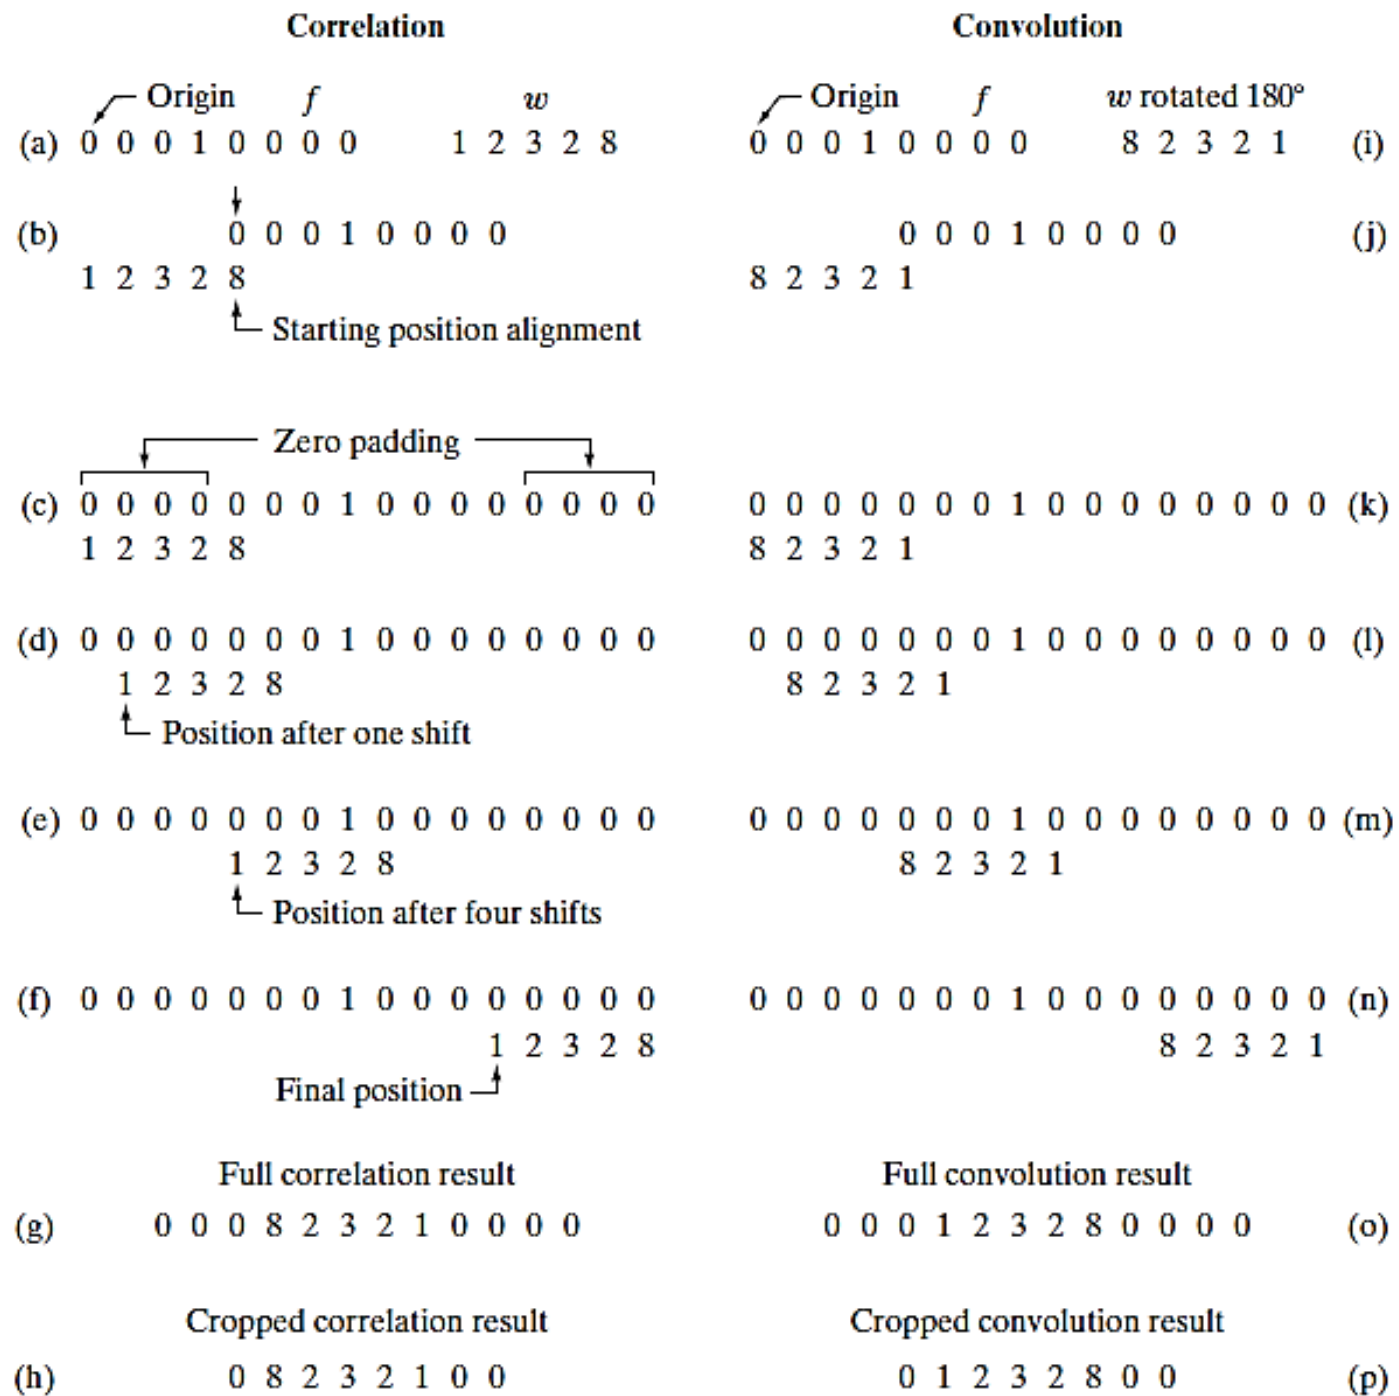 Correlation Convolution
Origin f w Origin f w rotated 180°
(a) 0 0 0 1 0 0 0 0 1 2 3 2 8 0 0 0 1 0 0 0 0 8 2 3 2 1 (i)
(b) 0 0 0 1 0 0 0 0 0 0 0 1 0 0 0 0 (j)
1 2 3 2 8 8 2 3 2 1
Starting position alignment
Zero padding
(c) 0 0 0 0 0 0 0 1 0 0 0 0 0 0 0 0 0 0 0 0 0 0 0 1 0 0 0 0 0 0 0 0 (k)
1 2 3 2 8 8 2 3 2 1
(d) 0 0 0 0 0 0 0 1 0 0 0 0 0 0 0 0 0 0 0 0 0 0 0 1 0 0 0 0 0 0 0 0 (l)
1 2 3 2 8 8 2 3 2 1
Position after one shift
(e) 0 0 0 0 0 0 0 1 0 0 0 0 0 0 0 0 0 0 0 0 0 0 0 1 0 0 0 0 0 0 0 0 (m)
1 2 3 2 8 8 2 3 2 1
Position after four shifts
(f) 0 0 0 0 0 0 0 1 0 0 0 0 0 0 0 0 0 0 0 0 0 0 0 1 0 0 0 0 0 0 0 0 (n)
1 2 3 2 8 8 2 3 2 1
Final position
Full correlation result Full convolution result
(g) 0 0 0 8 2 3 2 1 0 0 0 0 0 0 0 1 2 3 2 8 0 0 0 0 (o)
Cropped correlation result Cropped convolution result
(h) 0 8 2 3 2 1 0 0 0 1 2 3 2 8 0 0 (p)